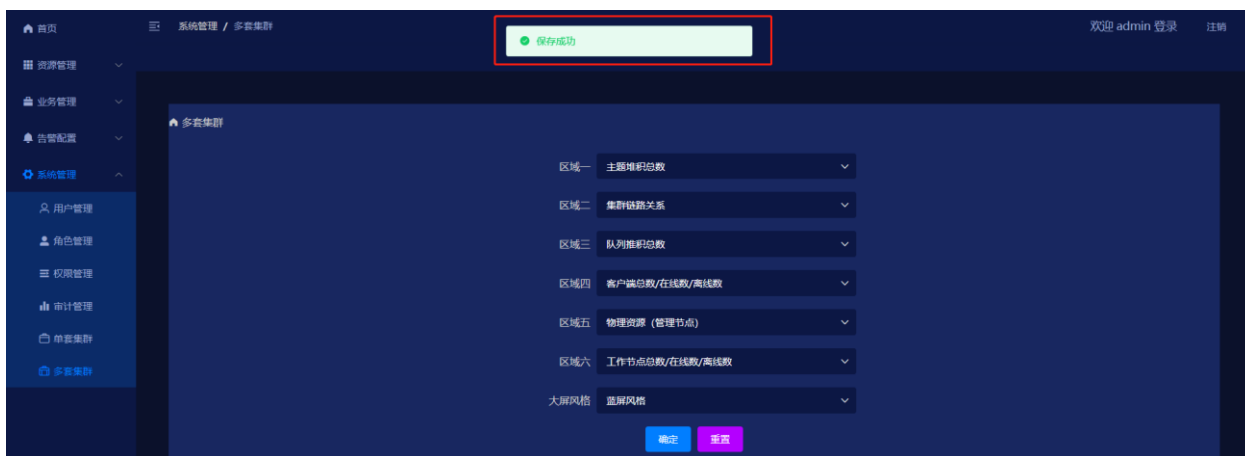 首页
系统管理 / 多套集群
保存成功
欢迎 admin 登录
注销
资源管理
业务管理
告警配置
系统管理
用户管理
角色管理
权限管理
审计管理
单套集群
多套集群
多套集群
区域一 主题堆积总数
区域二 集群链路关系
区域三 队列堆积总数
区域四 客户端总数/在线数/离线数
区域五 物理资源（管理节点）
区域六 工作节点总数/在线数/离线数
大屏风格 蓝屏风格
确定 重置